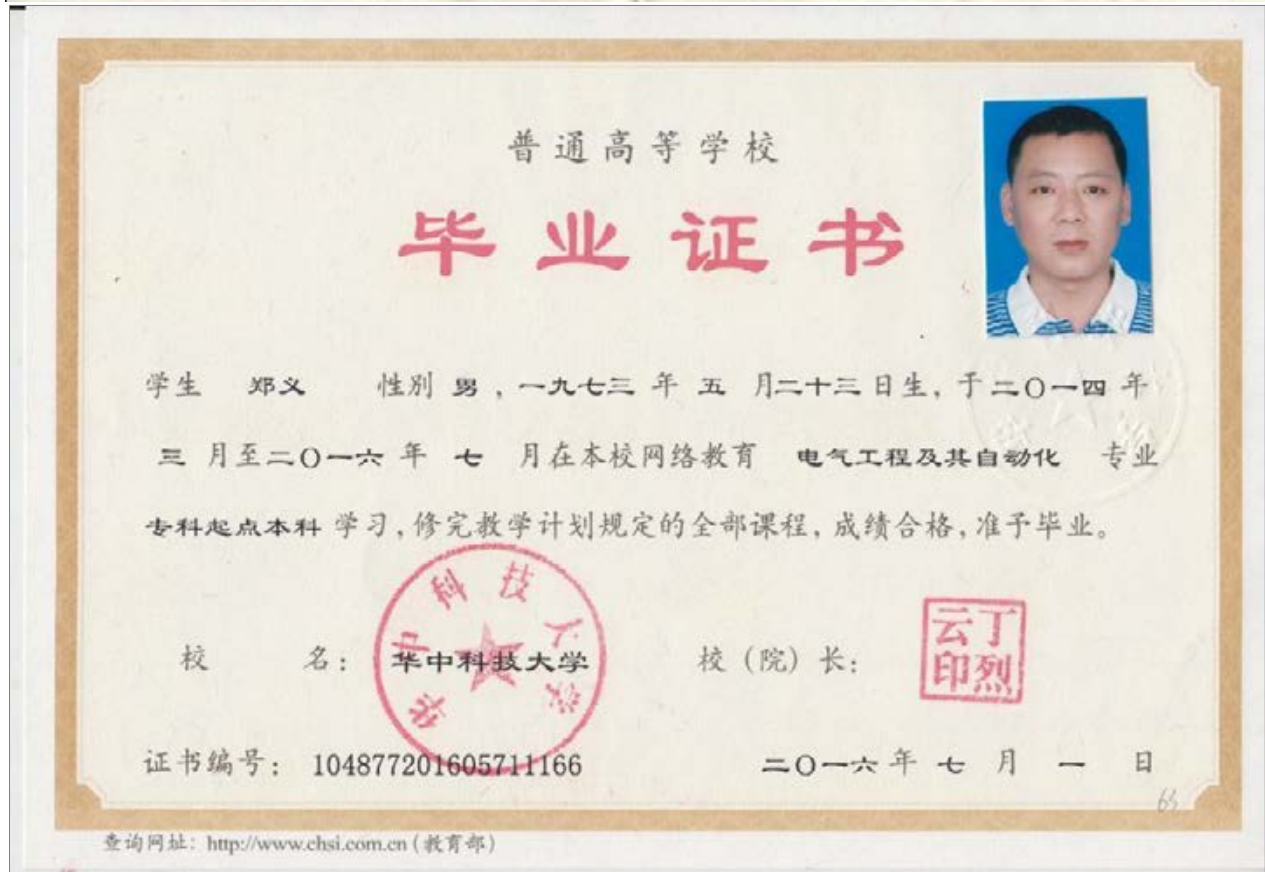 普通高等学校
毕业证书
学生 郑义 性别 男，一九七三 年 五 月二十三日生，于二〇一四 年
三 月至二〇一六 年 七 月在本校网络教育 电气工程及其自动化 专业
专科起点本科 学习，修完教学计划规定的全部课程，成绩合格，准予毕业。
华中科技大学
校 名： 华中科技大学 校（院）长： 丁烈云印
证书编号： 104877201605711166 二〇一六 年 七 月 一 日
查询网址：http://www.chsi.com.cn（教育部）